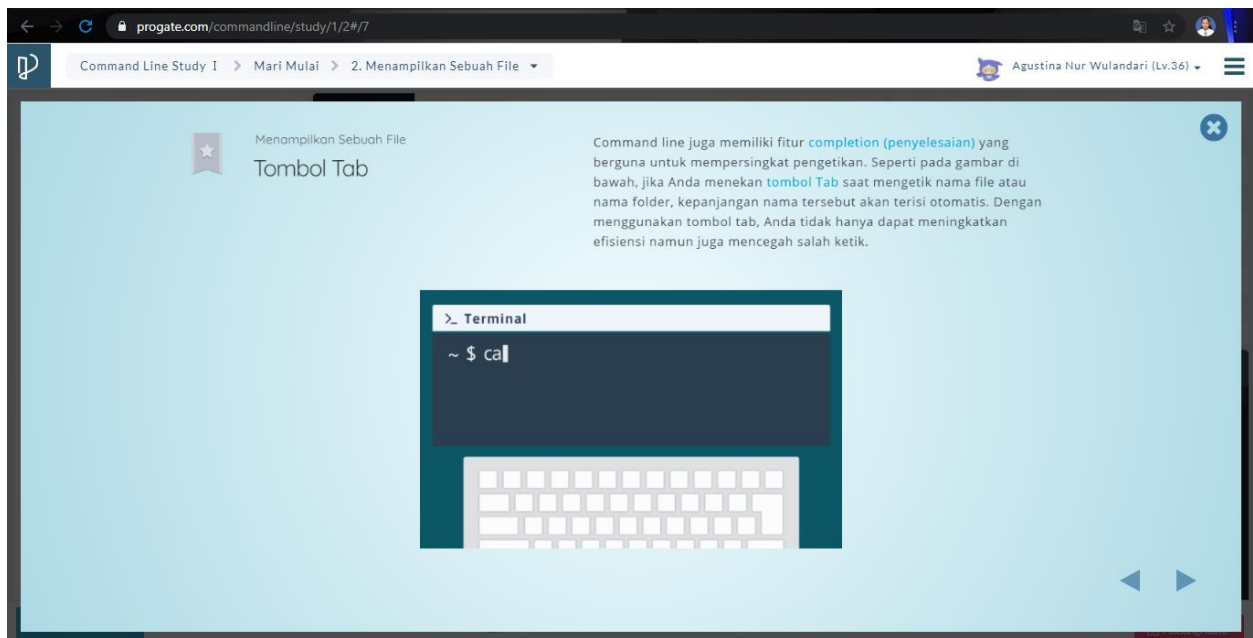 progate.com/commandline/study/1/2#/7
Command Line Study I > Mari Mulai > 2. Menampilkan Sebuah File
Agustina Nur Wulandari (Lv.36)
Menampilkan Sebuah File
Tombol Tab
Command line juga memiliki fitur completion (penyelesaian) yang
berguna untuk mempersingkat pengetikan. Seperti pada gambar di
bawah, jika Anda menekan tombol Tab saat mengetik nama file atau
nama folder, kepanjangan nama tersebut akan terisi otomatis. Dengan
menggunakan tombol tab, Anda tidak hanya dapat meningkatkan
efisiensi namun juga mencegah salah ketik.
>_ Terminal
~ $ ca